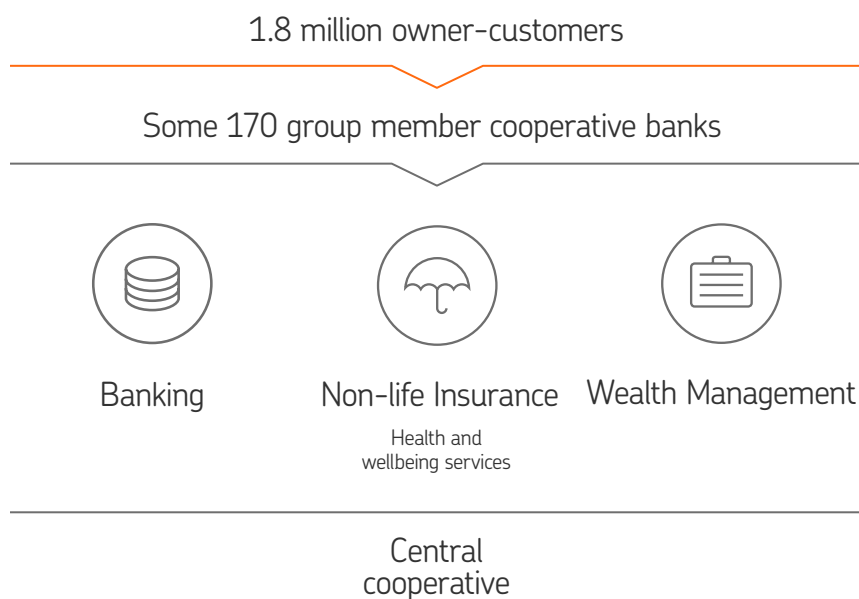 1.8 million owner-customers
Some 170 group member cooperative banks
Banking
Non-life Insurance
Wealth Management
Health and
wellbeing services
Central
cooperative